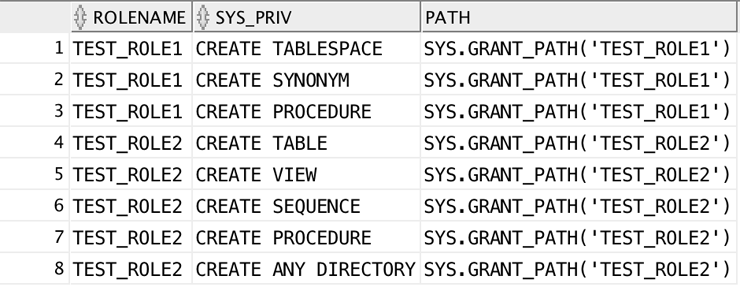 ROLENAME SYS_PRIV PATH
1 TEST_ROLE1 CREATE TABLESPACE SYS.GRANT_PATH('TEST_ROLE1')
2 TEST_ROLE1 CREATE SYNONYM SYS.GRANT_PATH('TEST_ROLE1')
3 TEST_ROLE1 CREATE PROCEDURE SYS.GRANT_PATH('TEST_ROLE1')
4 TEST_ROLE2 CREATE TABLE SYS.GRANT_PATH('TEST_ROLE2')
5 TEST_ROLE2 CREATE VIEW SYS.GRANT_PATH('TEST_ROLE2')
6 TEST_ROLE2 CREATE SEQUENCE SYS.GRANT_PATH('TEST_ROLE2')
7 TEST_ROLE2 CREATE PROCEDURE SYS.GRANT_PATH('TEST_ROLE2')
8 TEST_ROLE2 CREATE ANY DIRECTORY SYS.GRANT_PATH('TEST_ROLE2')